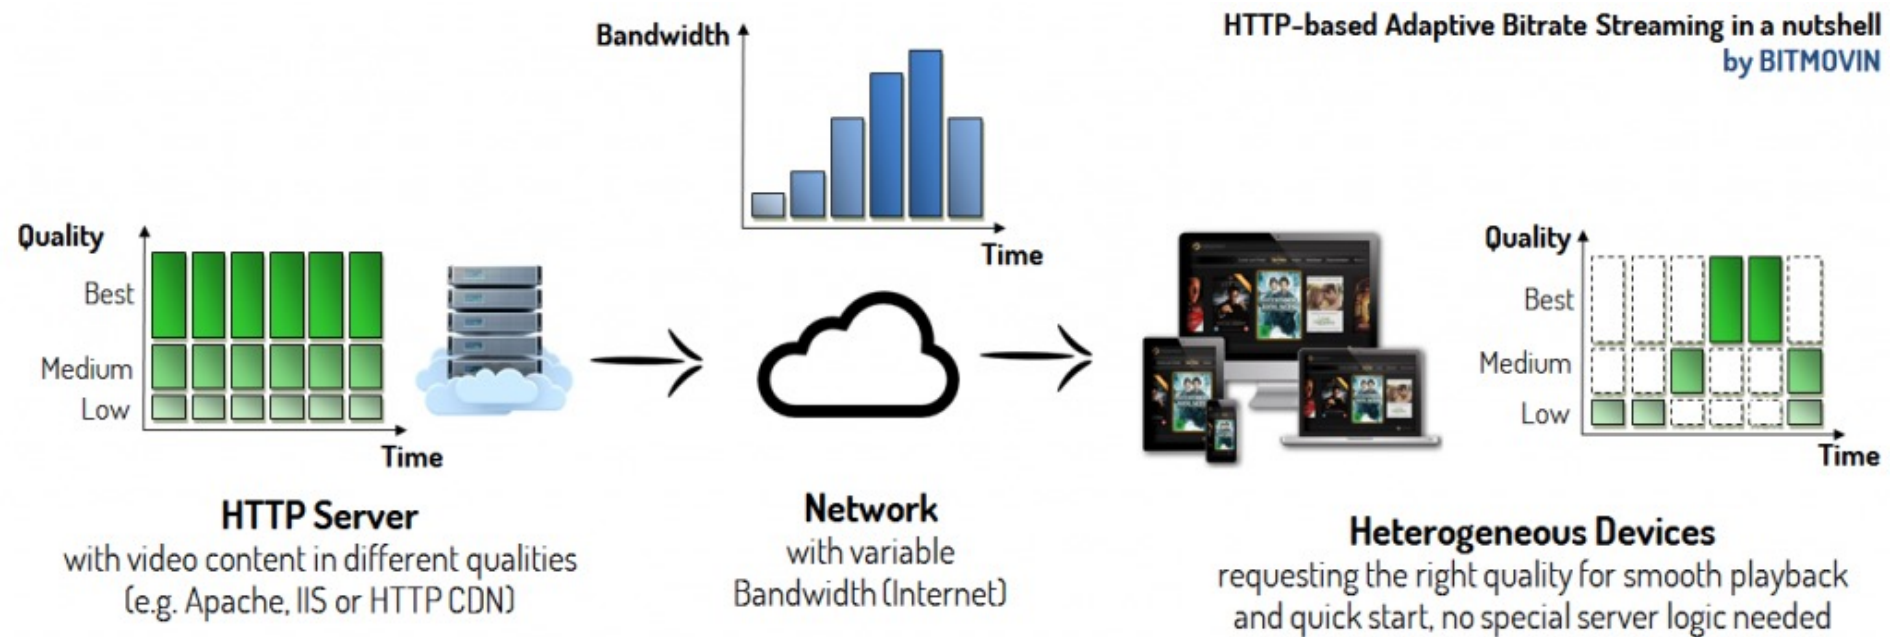 HTTP-based Adaptive Bitrate Streaming in a nutshell
by BITMOVIN
Bandwidth
Time
Quality
Best
Medium
Low
Time
Quality
Best
Medium
Low
Time
HTTP Server
with video content in different qualities
(e.g. Apache, IIS or HTTP CDN)
Network
with variable
Bandwidth (Internet)
Heterogeneous Devices
requesting the right quality for smooth playback
and quick start, no special server logic needed